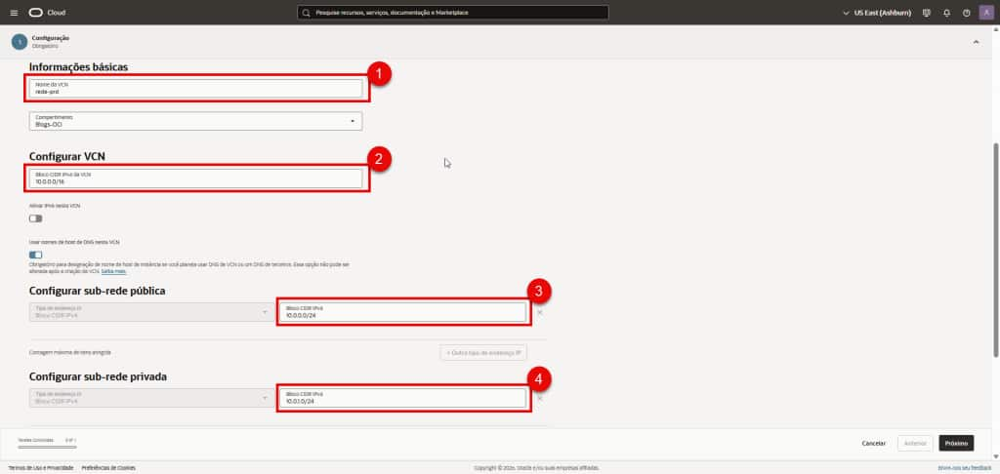 Cloud
Pesquise recursos, serviços, documentação e Marketplace
US East (Ashburn)
A
1
Configuração
Obrigatório
Informações básicas
1
Nome da VCN
rede-prd
Compartimento
Blogs-OCI
Configurar VCN
2
Bloco CIDR IPv4 da VCN
10.0.0.0/16
Ativar IPv6 nesta VCN
Usar nomes de host de DNS nesta VCN
Obrigatório para designação de nome de host de instância se você planeja usar DNS de VCN ou um DNS de terceiros. Essa opção não pode ser
alterada após a criação da VCN. Saiba mais.
Configurar sub-rede pública
3
Tipo de endereço IP
Bloco CIDR IPv4
Bloco CIDR IPv4
10.0.0.0/24
Contagem máxima de itens atingida
+ Outro tipo de endereço IP
Configurar sub-rede privada
4
Tipo de endereço IP
Bloco CIDR IPv4
Bloco CIDR IPv4
10.0.1.0/24
Cancelar
Anterior
Próximo
Termos de Uso e Privacidade
Preferências de Cookies
Copyright © 2024, Oracle e/ou suas empresas afiliadas.
Envie-nos seu feedback